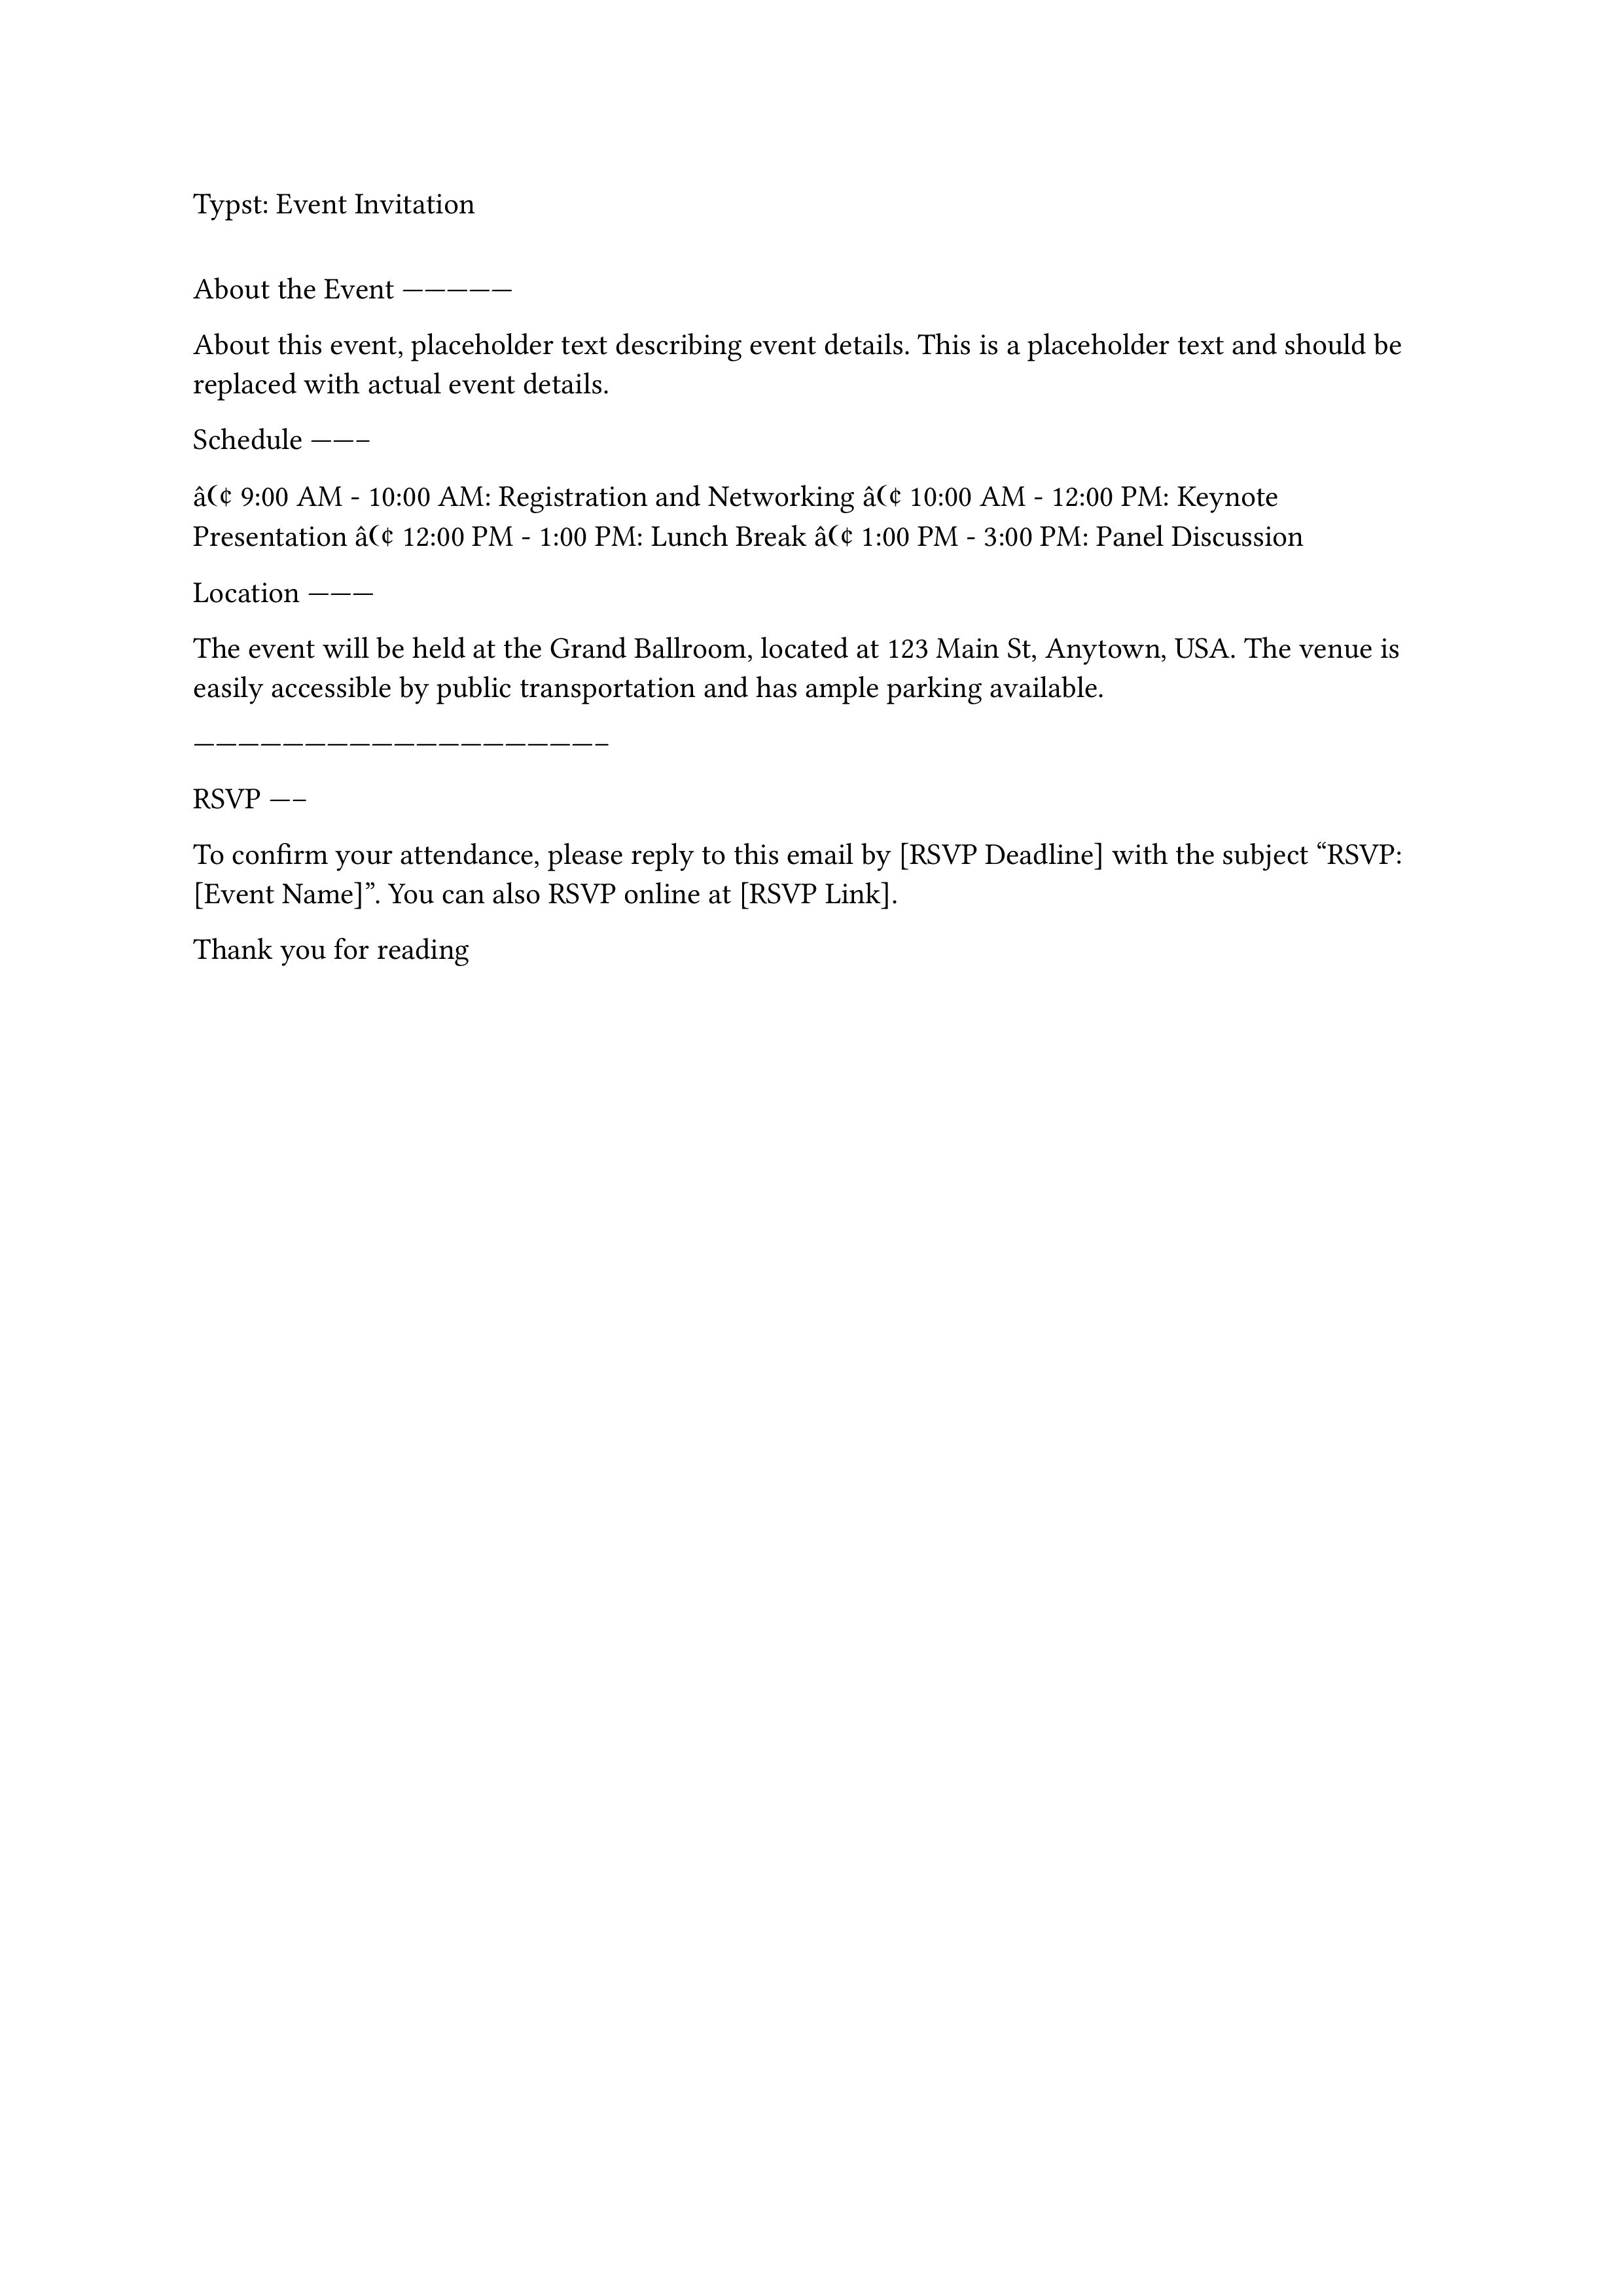 Typst: Event Invitation
About the Event —————
About this event, placeholder text describing event details. This is a placeholder text and should be
replaced with actual event details.
Schedule ——–
â(¢ 9:00 AM - 10:00 AM: Registration and Networking â(¢ 10:00 AM - 12:00 PM: Keynote
Presentation â(¢ 12:00 PM - 1:00 PM: Lunch Break â(¢ 1:00 PM - 3:00 PM: Panel Discussion
Location ———
The event will be held at the Grand Ballroom, located at 123 Main St, Anytown, USA. The venue is
easily accessible by public transportation and has ample parking available.
——————————————————–
RSVP —–
To confirm your attendance, please reply to this email by [RSVP Deadline] with the subject “RSVP:
[Event Name]”. You can also RSVP online at [RSVP Link].
Thank you for reading